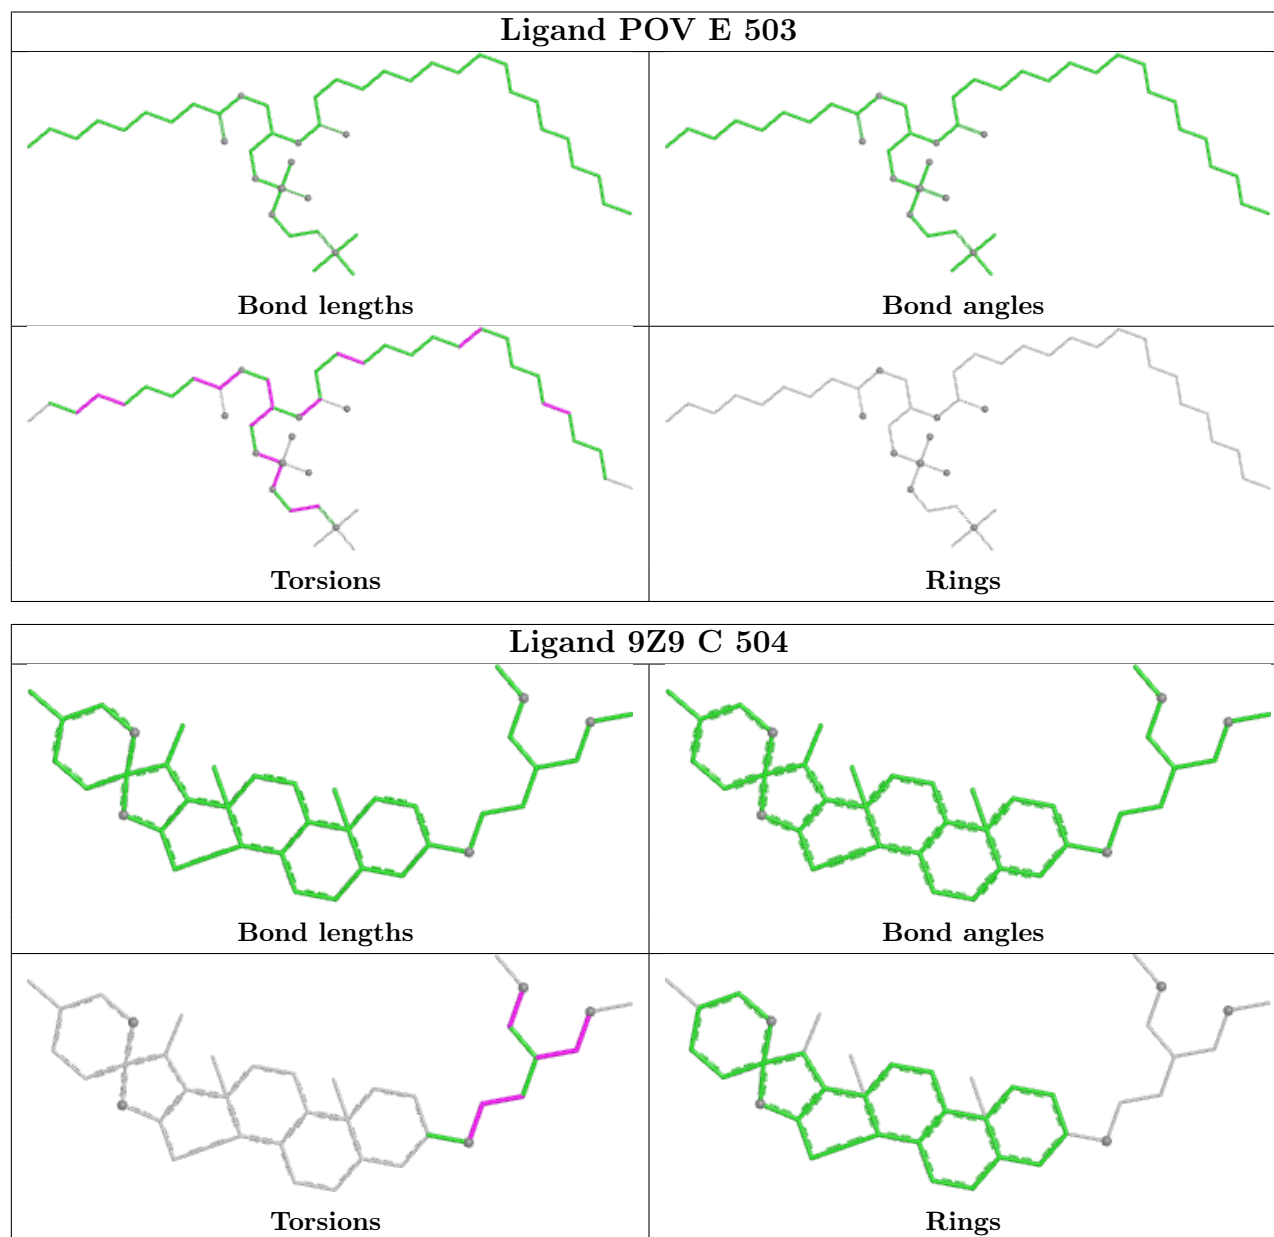 Ligand POV E 503
Bond lengths
Bond angles
Torsions
Rings
Ligand 9Z9 C 504
Bond lengths
Bond angles
Torsions
Rings